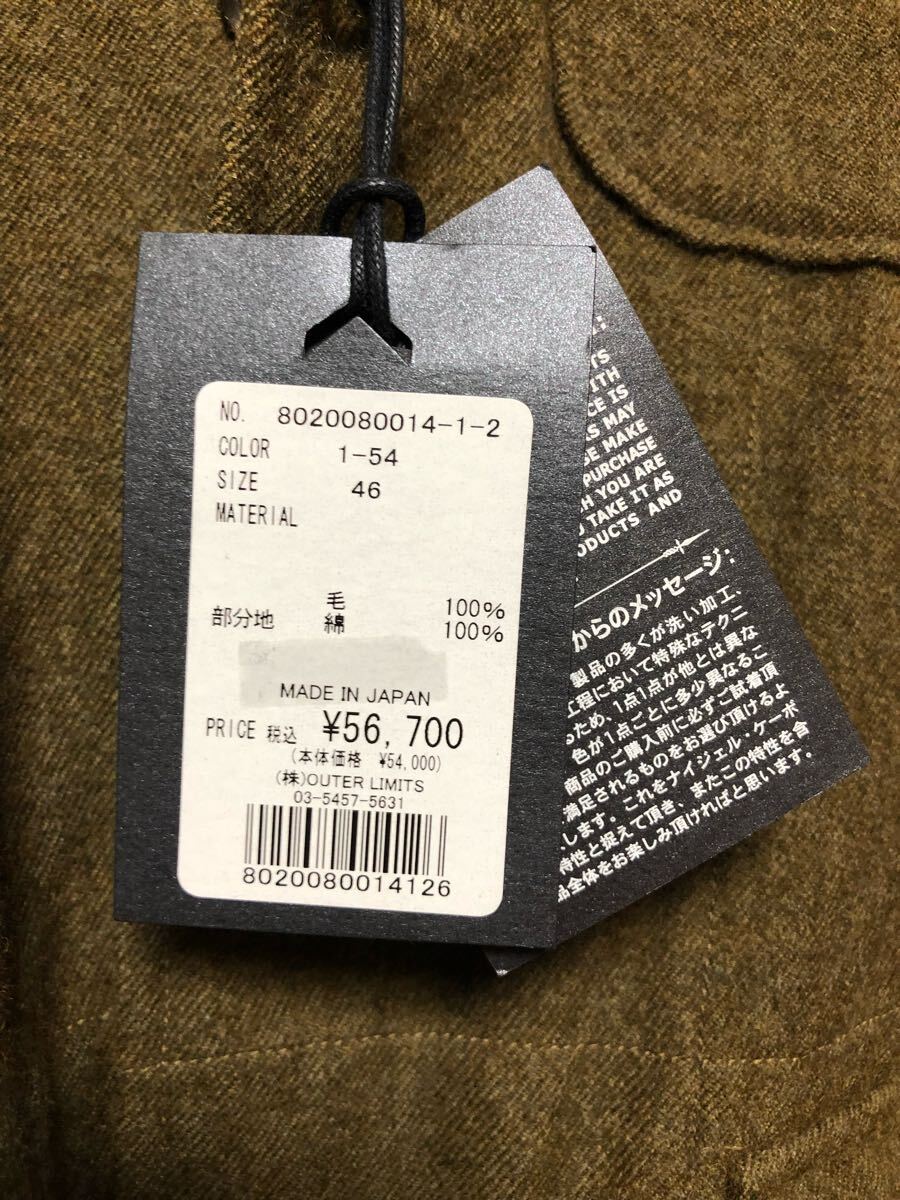 NO. 8020080014-1-2
COLOR 1-54
SIZE 46
MATERIAL
毛 100%
部分地 綿 100%
MADE IN JAPAN
PRICE 税込 ¥56,700
(本体価格 ¥54,000)
(株)OUTER LIMITS
03-5457-5631
8020080014126
IS
MAY
MAKE
PURCHASE
YOU ARE
TAKE IT AS
AND
からのメッセージ:
製品の多くが洗い加工、
工程において特殊なテクニ
るため、1点1点が他とは異な
色が1点ごとに多少異なるこ
商品のご購入前に必ずご試着頂
満足されるものをお選び頂けるよ
します。これをナイジェル・ケーボ
特性と捉えて頂き、またこの特性を含
品全体をお楽しみ頂ければと思います。